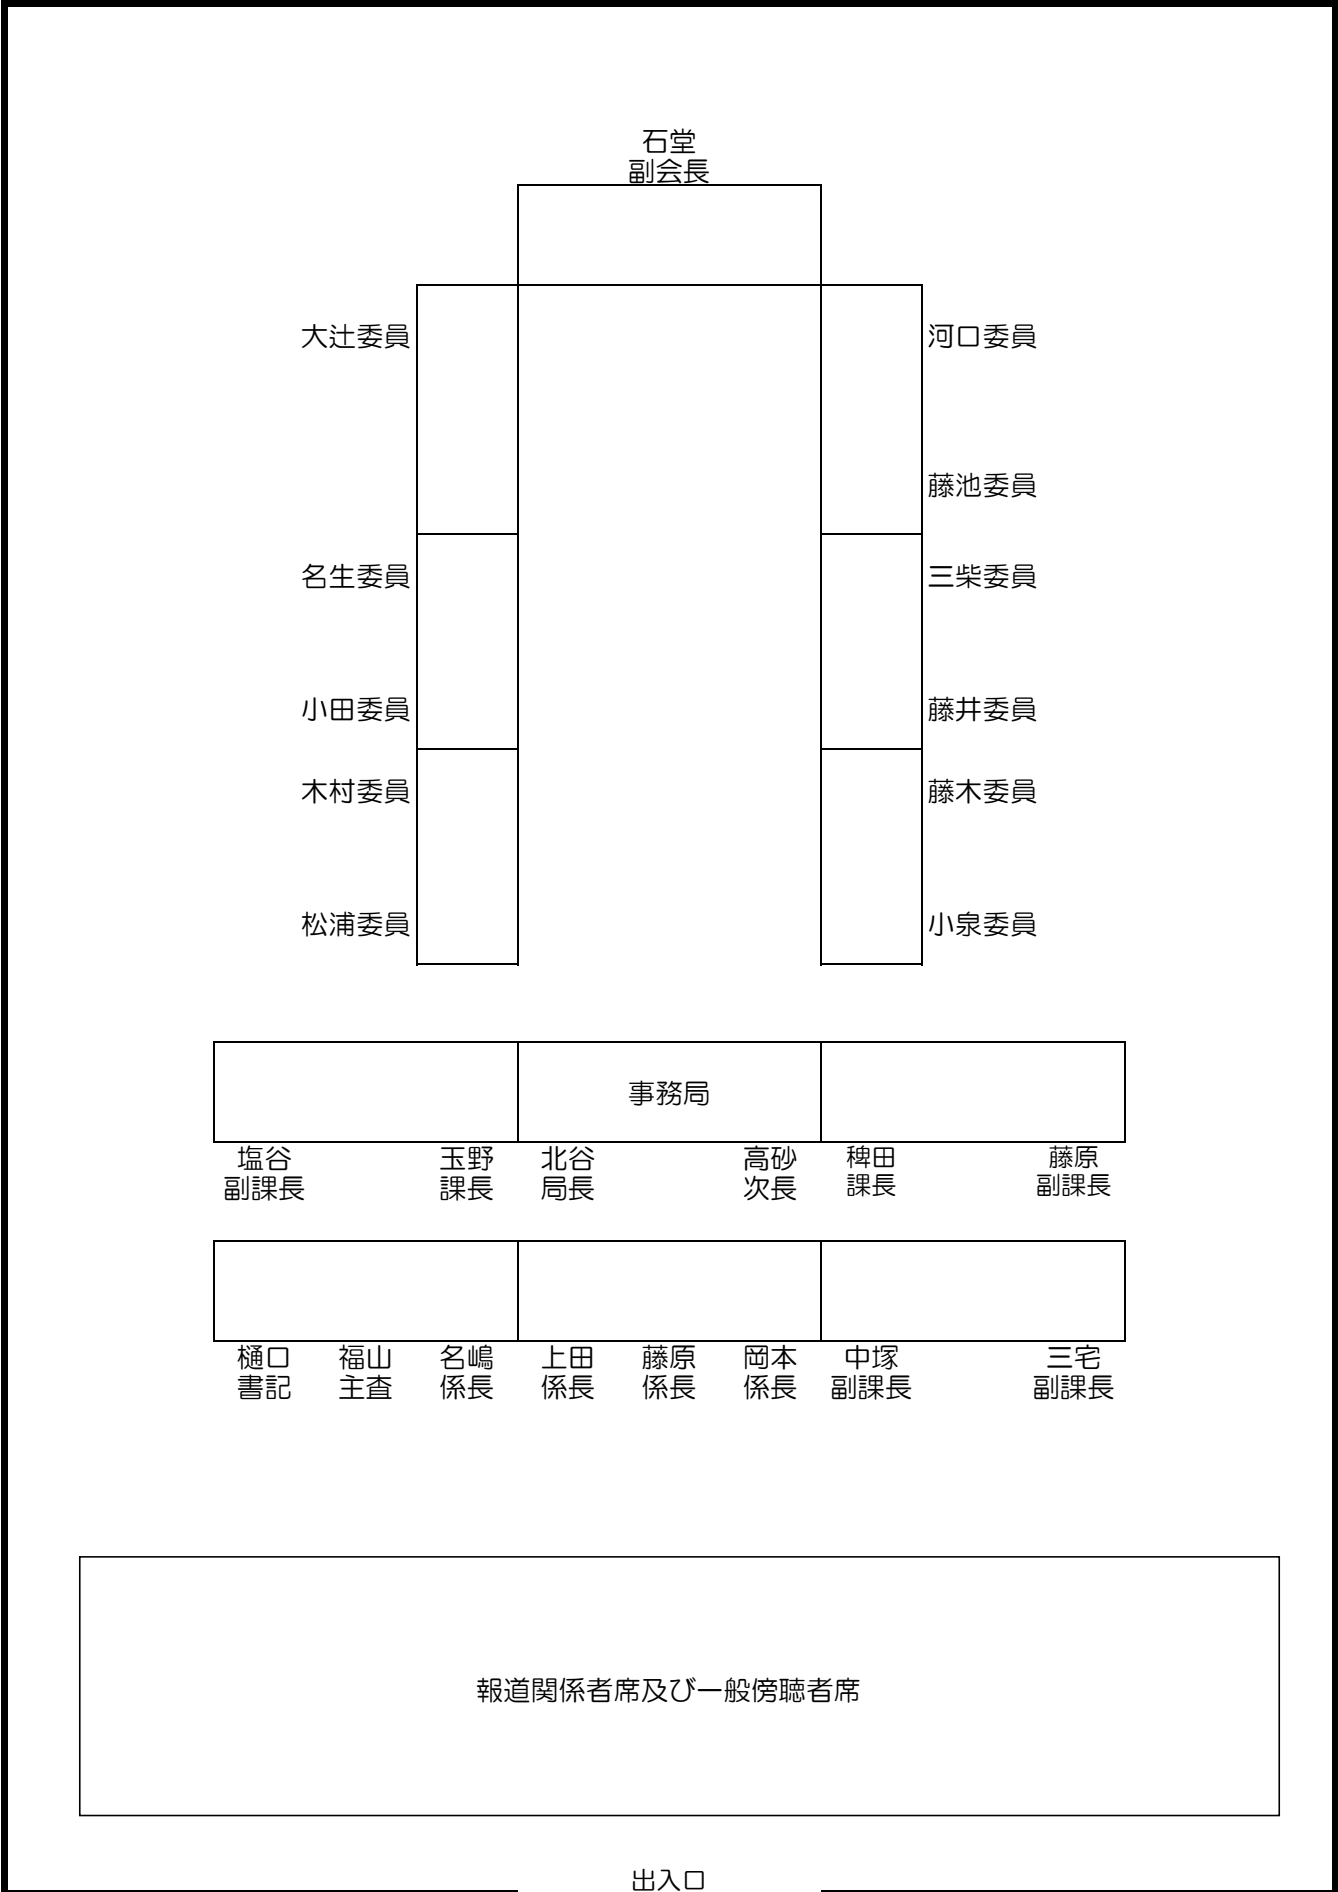 石堂
副会長
大辻委員
河口委員
藤池委員
名生委員
三柴委員
小田委員
藤井委員
木村委員
藤木委員
松浦委員
小泉委員
事務局
塩谷
副課長
玉野
課長
北谷
局長
高砂
次長
稗田
課長
藤原
副課長
樋口
書記
福山
主査
名嶋
係長
上田
係長
藤原
係長
岡本
係長
中塚
副課長
三宅
副課長
報道関係者席及び一般傍聴者席
出入口